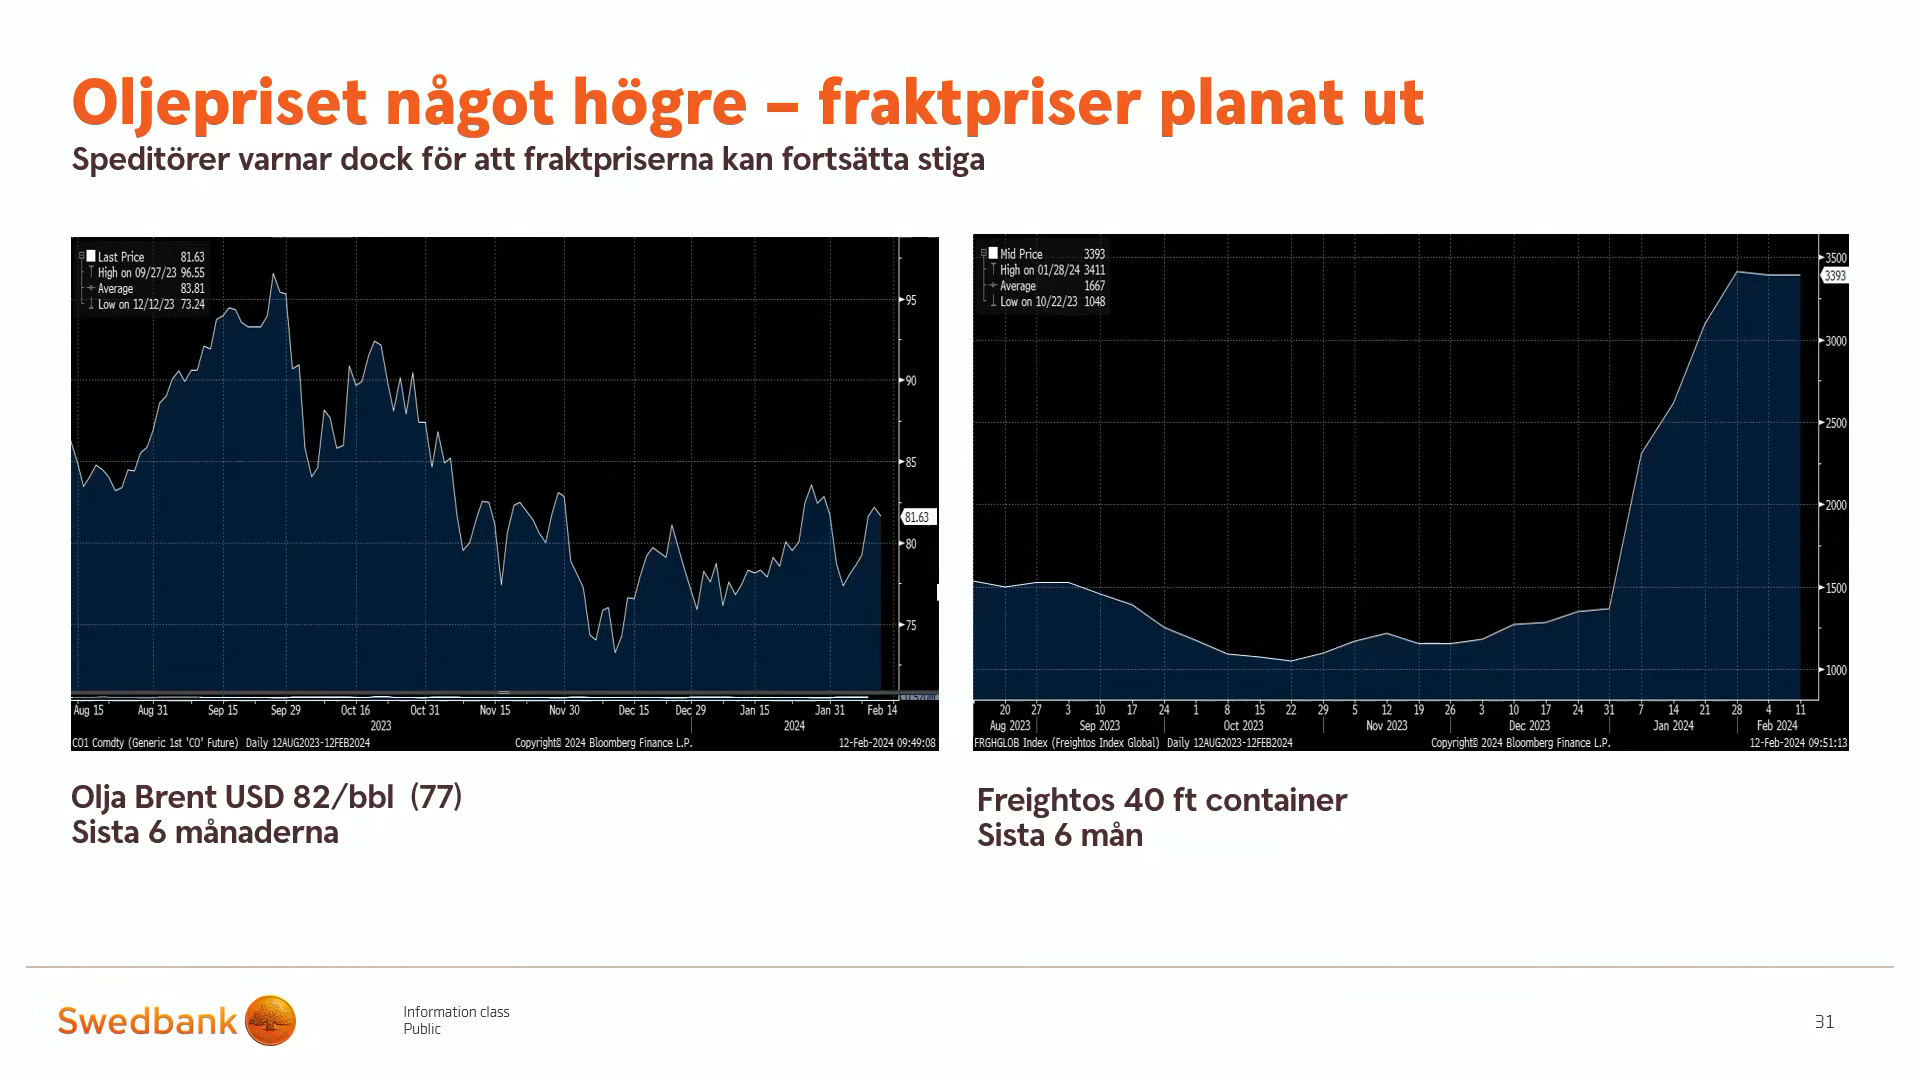 Oljepriset något högre – fraktpriser planat ut
Speditörer varnar dock för att fraktpriserna kan fortsätta stiga
Last Price 81.63
High on 09/27/23 96.55
Average 83.81
Low on 12/12/23 73.24
95
90
85
81.63
80
75
Aug 15 Aug 31 Sep 15 Sep 29 Oct 16 Oct 31 Nov 15 Nov 30 Dec 15 Dec 29 Jan 15 Jan 31 Feb 14
2023 2024
CO1 Comdty (Generic 1st 'CO' Future) Daily 12AUG2023-12FEB2024 Copyright© 2024 Bloomberg Finance L.P. 12-Feb-2024 09:49:08
Mid Price 3393
High on 01/28/24 3411
Average 1667
Low on 10/22/23 1048
3500
3393
3000
2500
2000
1500
1000
20 27 3 10 17 24 1 8 15 22 29 5 12 19 26 3 10 17 24 31 7 14 21 28 4 11
Aug 2023 Sep 2023 Oct 2023 Nov 2023 Dec 2023 Jan 2024 Feb 2024
FRGHGLOB Index (Freightos Index Global) Daily 12AUG2023-12FEB2024 Copyright© 2024 Bloomberg Finance L.P. 12-Feb-2024 09:51:13
Olja Brent USD 82/bbl (77)
Sista 6 månaderna
Freightos 40 ft container
Sista 6 mån
Swedbank
Information class
Public
31